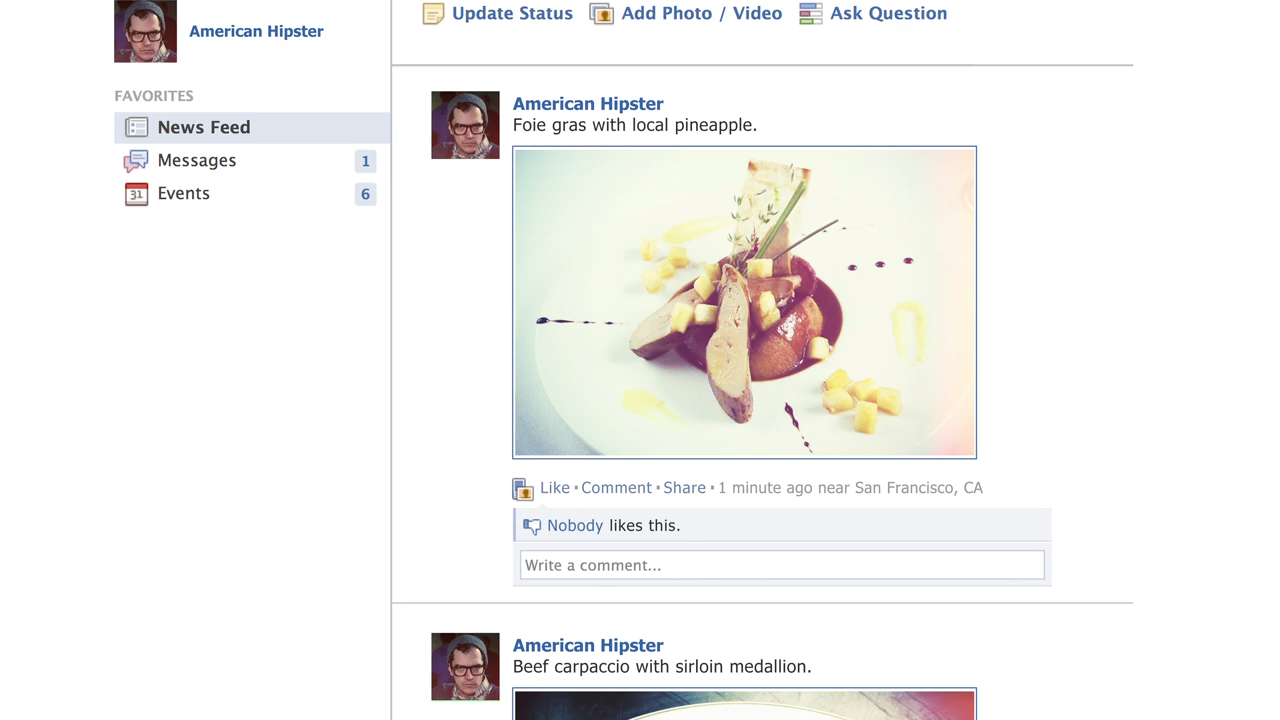 Update Status Add Photo / Video Ask Question
American Hipster
FAVORITES
News Feed
Messages 1
31 Events 6
American Hipster
Foie gras with local pineapple.
Like · Comment · Share · 1 minute ago near San Francisco, CA
Nobody likes this.
Write a comment...
American Hipster
Beef carpaccio with sirloin medallion.